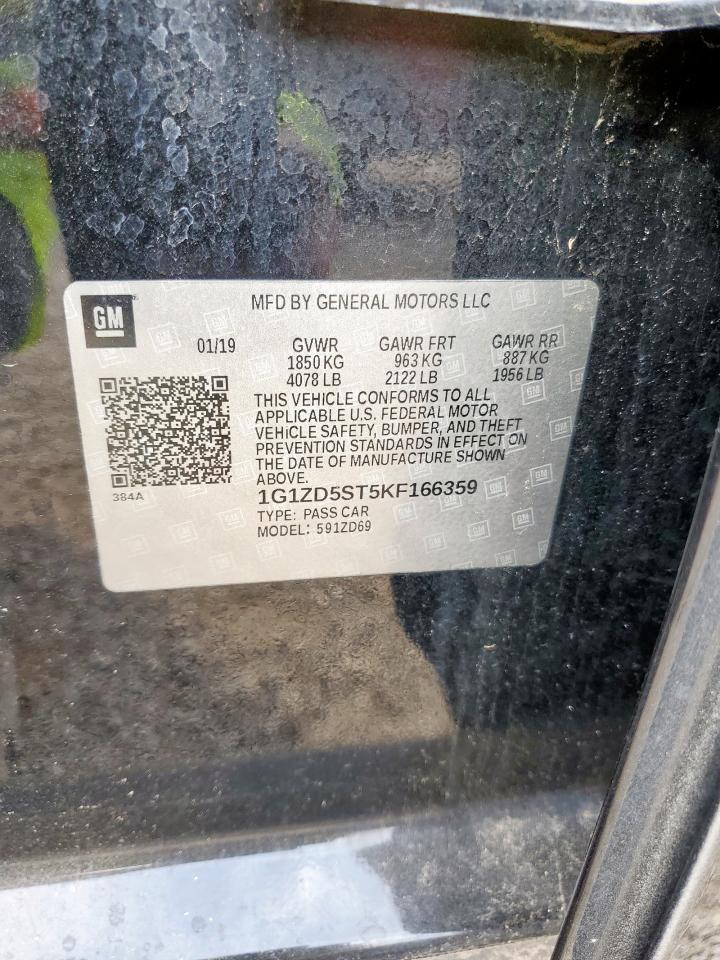 GM
MFD BY GENERAL MOTORS LLC
01/19 GVWR GAWR FRT GAWR RR
1850 KG 963 KG 887 KG
4078 LB 2122 LB 1956 LB
THIS VEHICLE CONFORMS TO ALL
APPLICABLE U.S. FEDERAL MOTOR
VEHICLE SAFETY, BUMPER, AND THEFT
PREVENTION STANDARDS IN EFFECT ON
THE DATE OF MANUFACTURE SHOWN
ABOVE.
384A
1G1ZD5ST5KF166359
TYPE: PASS CAR
MODEL: 591ZD69